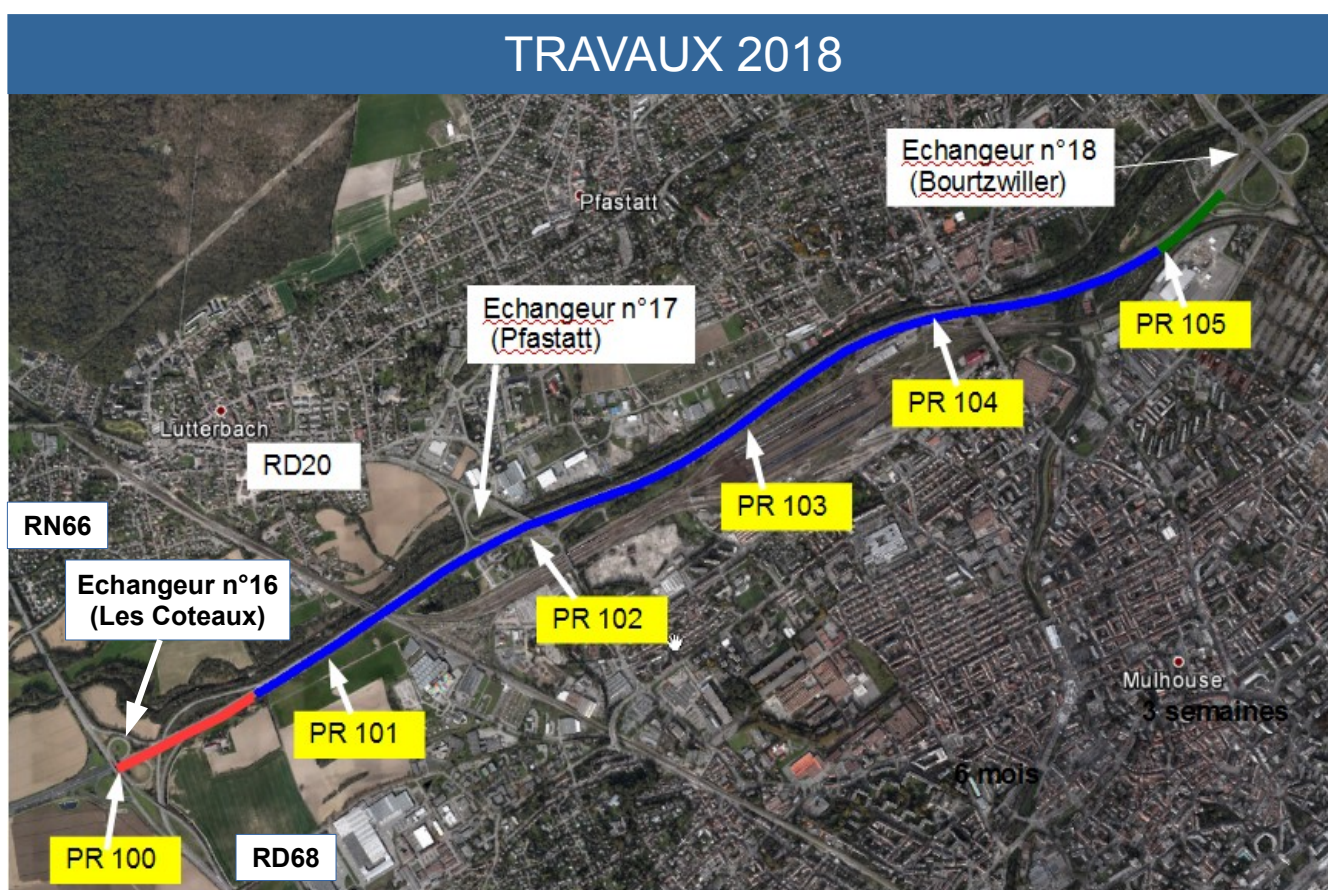 TRAVAUX 2018
Echangeur n°18
(Bourtzwiller)
Pfastatt
Echangeur n°17
(Pfastatt)
PR 105
PR 104
Lutterbach
RD20
PR 103
RN66
Echangeur n°16
(Les Coteaux)
PR 102
Mulhouse
3 semaines
PR 101
6 mois
PR 100
RD68